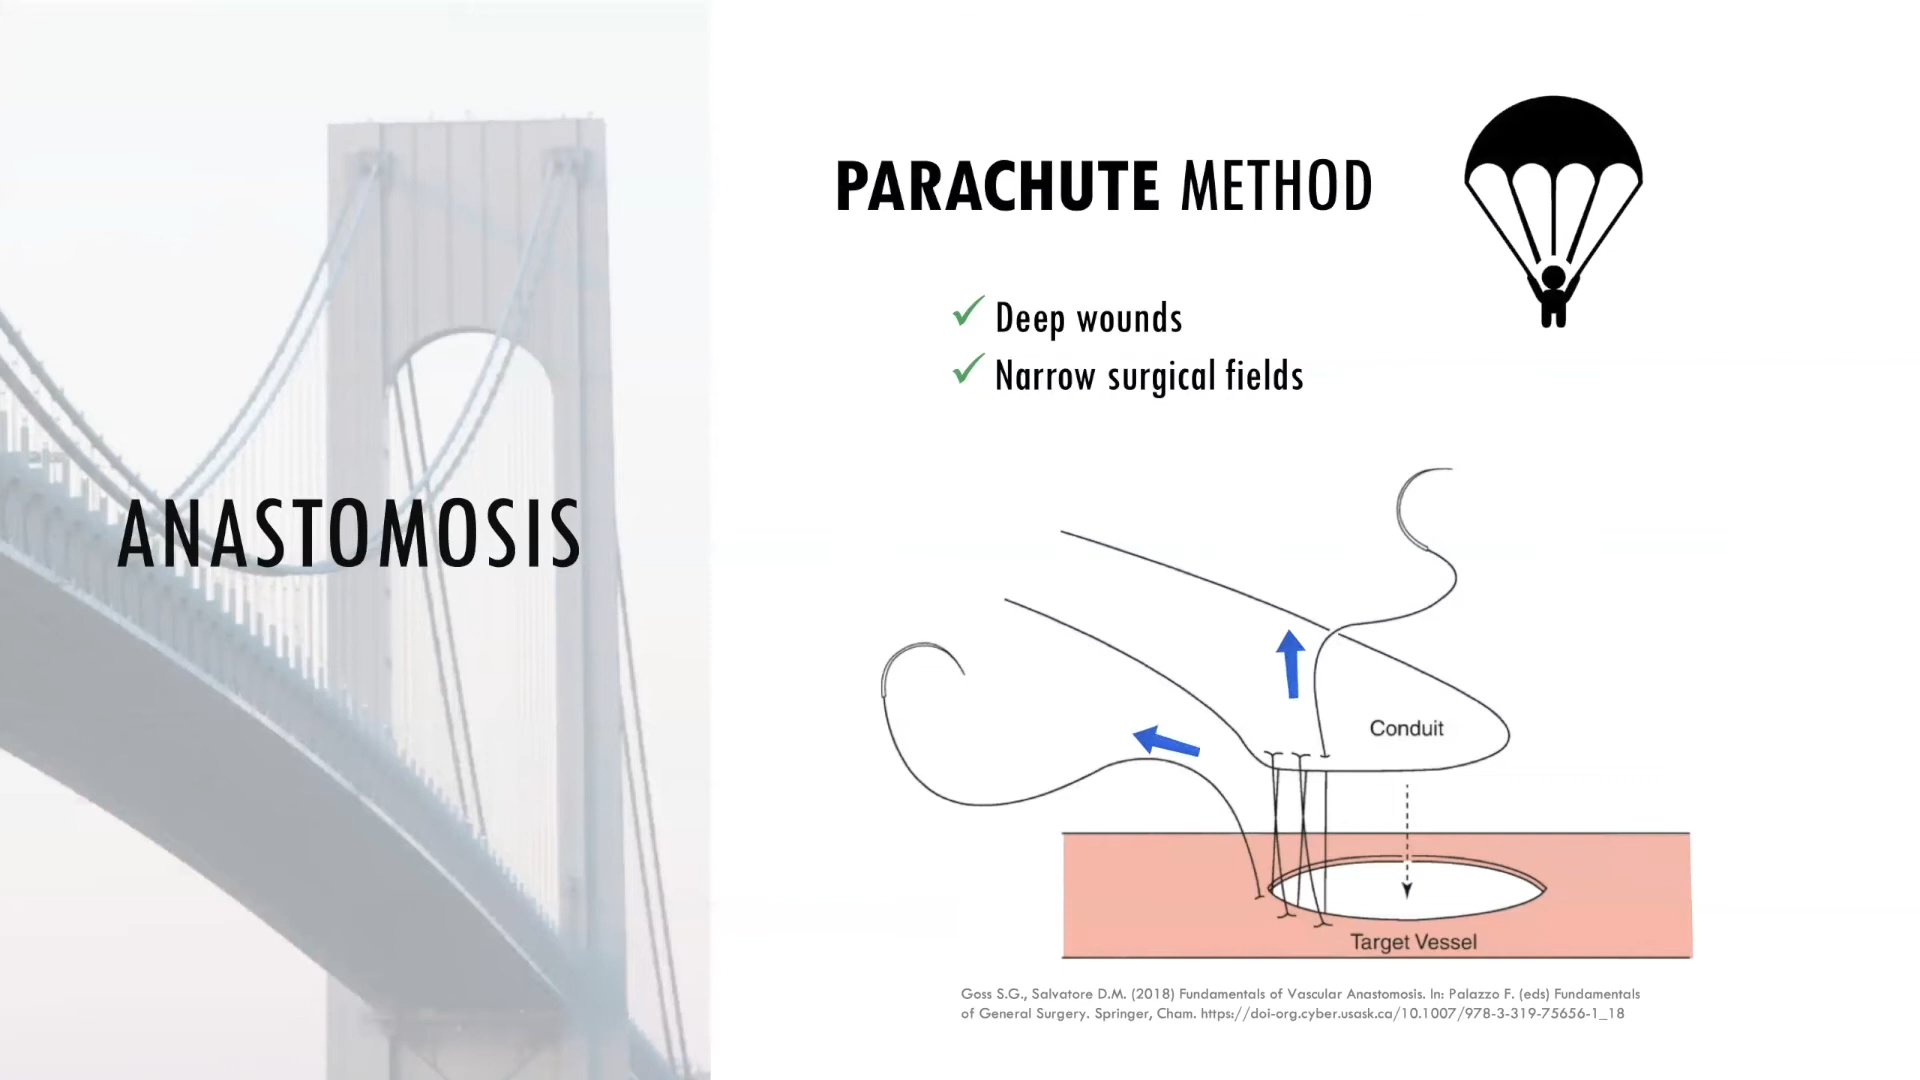 ANASTOMOSIS
PARACHUTE METHOD
Deep wounds
Narrow surgical fields
Conduit
Target Vessel
Goss S.G., Salvatore D.M. (2018) Fundamentals of Vascular Anastomosis. In: Palazzo F. (eds) Fundamentals
of General Surgery. Springer, Cham. https://doi-org.cyber.usask.ca/10.1007/978-3-319-75656-1_18